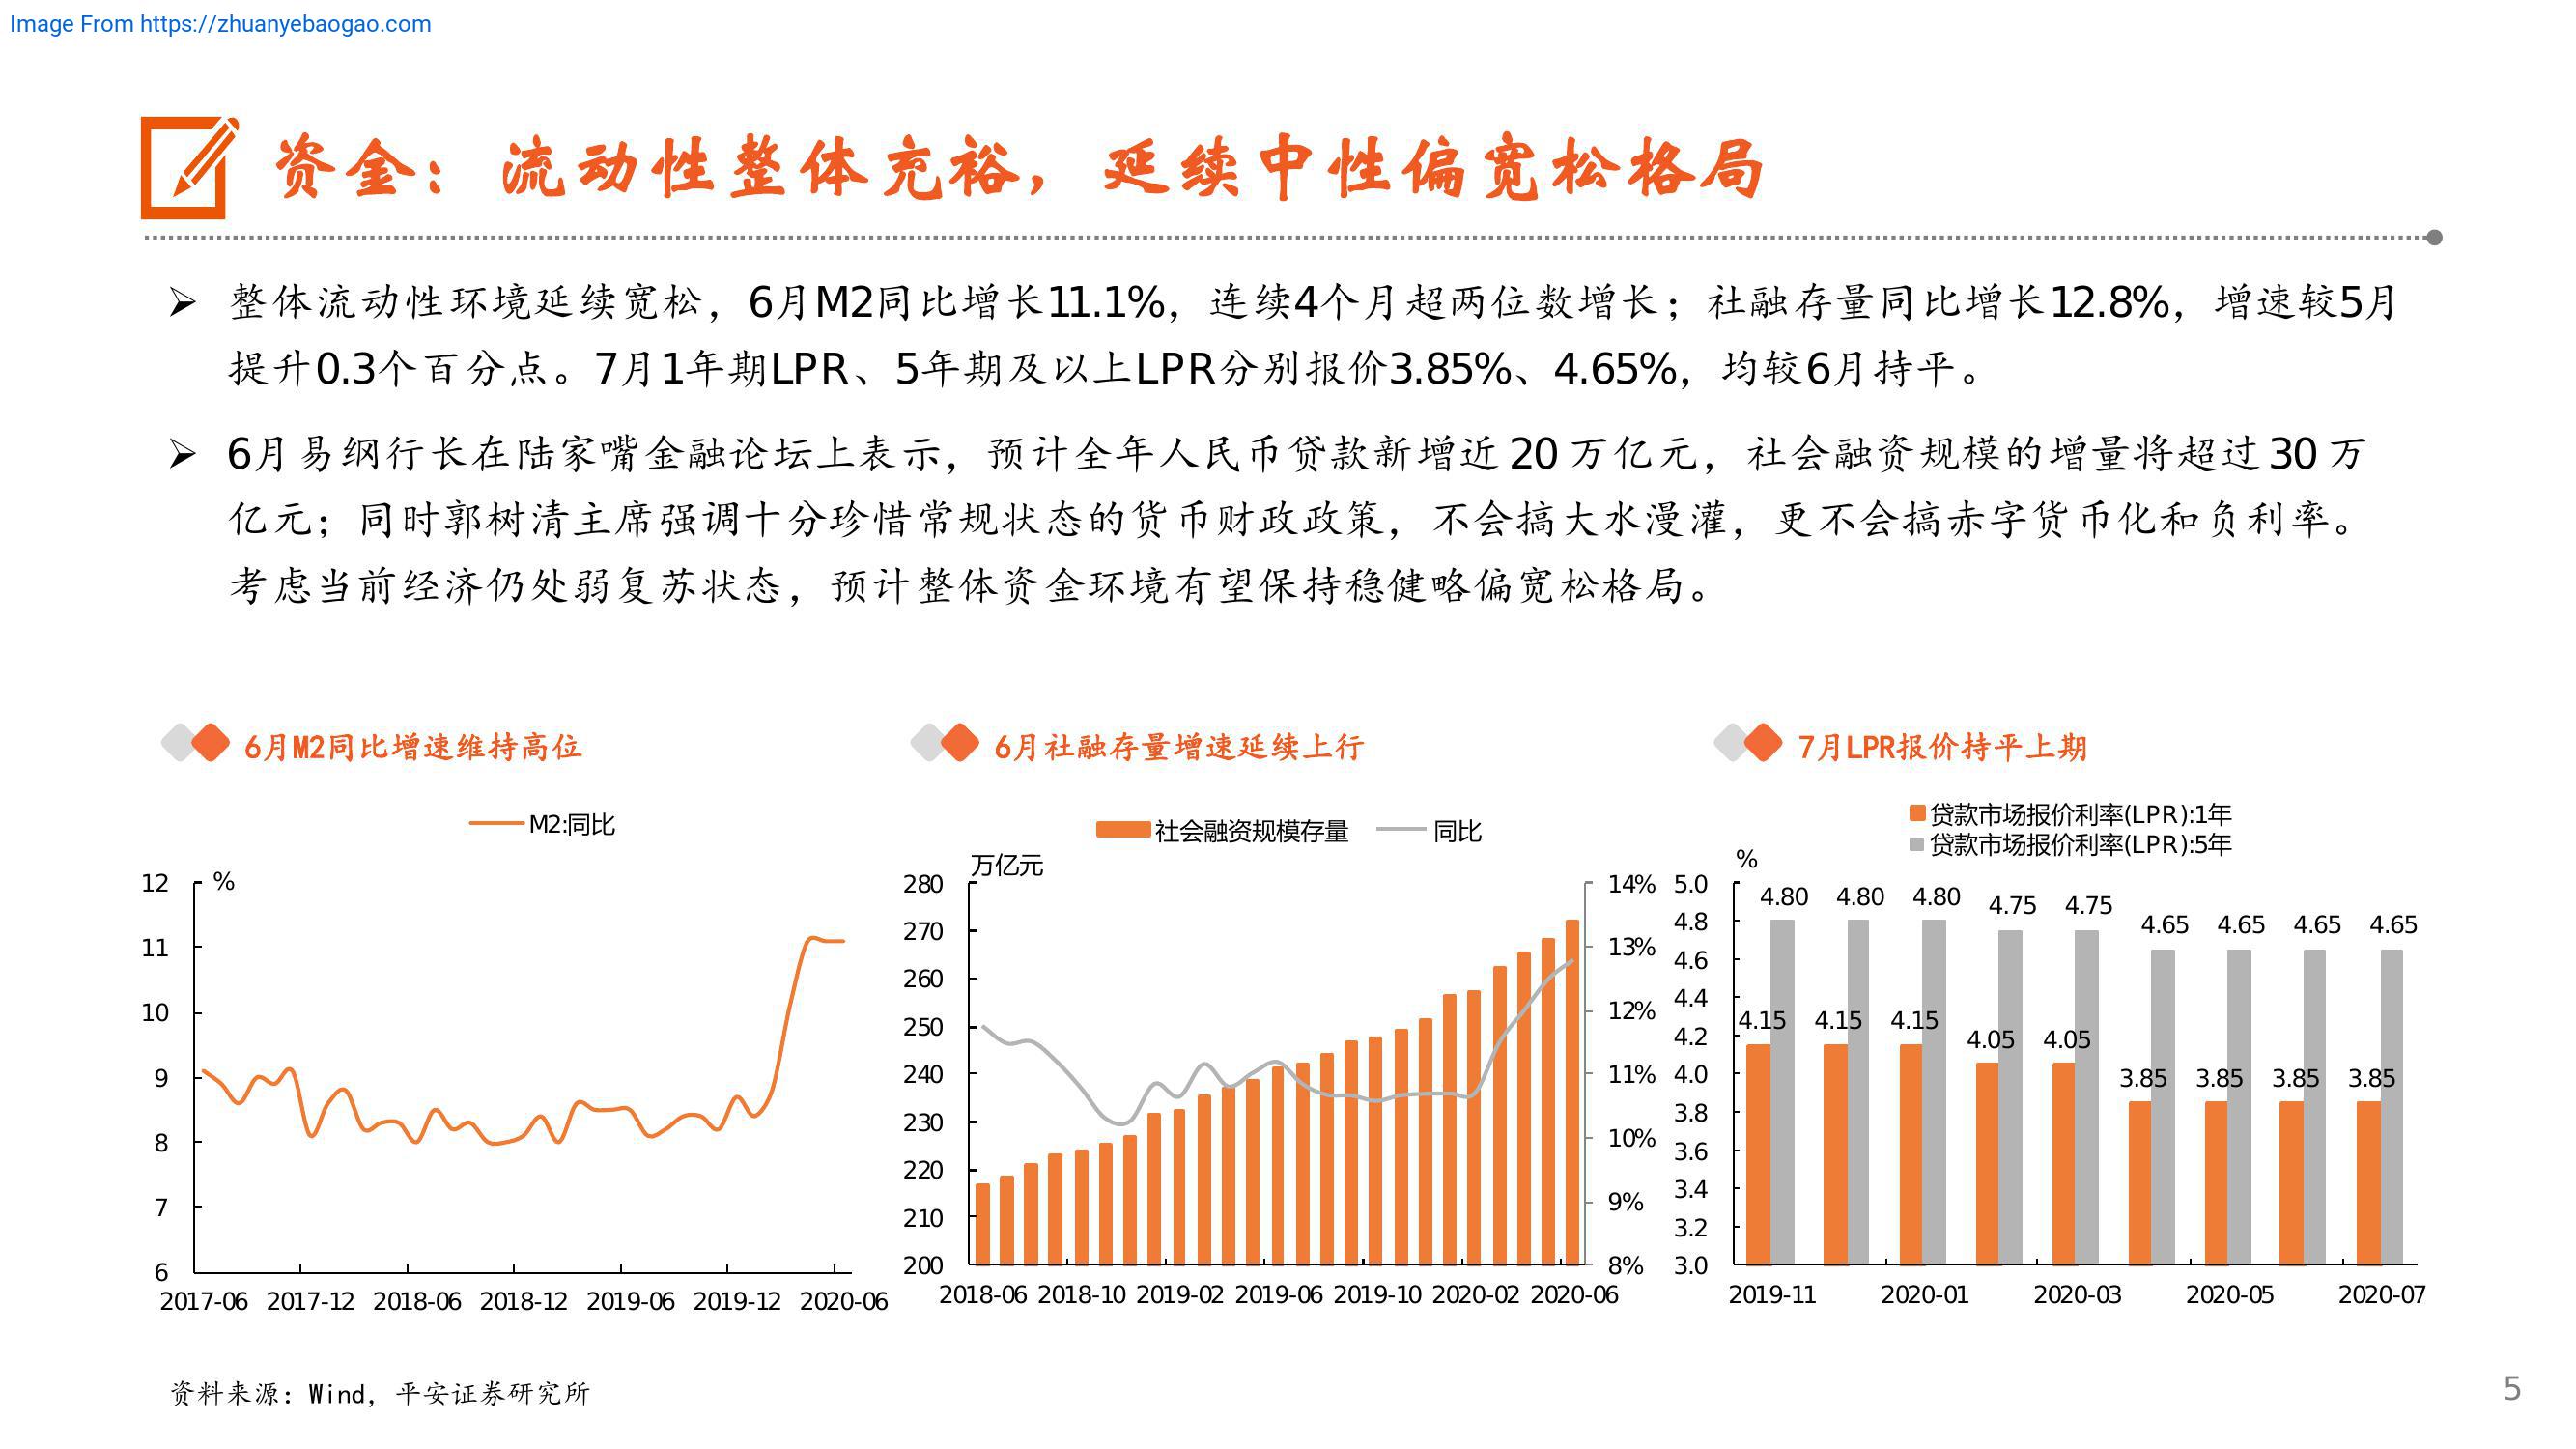 Image From https://zhuanyebaogao.com
资金：流动性整体充裕，延续中性偏宽松格局
整体流动性环境延续宽松，6月M2同比增长11.1%，连续4个月超两位数增长；社融存量同比增长12.8%，增速较5月
提升0.3个百分点。7月1年期LPR、5年期及以上LPR分别报价3.85%、4.65%，均较6月持平。
6月易纲行长在陆家嘴金融论坛上表示，预计全年人民币贷款新增近 20 万亿元，社会融资规模的增量将超过 30 万
亿元；同时郭树清主席强调十分珍惜常规状态的货币财政政策，不会搞大水漫灌，更不会搞赤字货币化和负利率。
考虑当前经济仍处弱复苏状态，预计整体资金环境有望保持稳健略偏宽松格局。
6月M2同比增速维持高位
M2:同比
%
12
11
10
9
8
7
6
2017-06 2017-12 2018-06 2018-12 2019-06 2019-12 2020-06
6月社融存量增速延续上行
社会融资规模存量 同比
万亿元
280
270
260
250
240
230
220
210
200
14%
13%
12%
11%
10%
9%
8%
2018-06 2018-10 2019-02 2019-06 2019-10 2020-02 2020-06
7月LPR报价持平上期
贷款市场报价利率(LPR):1年
贷款市场报价利率(LPR):5年
%
5.0
4.8
4.6
4.4
4.2
4.0
3.8
3.6
3.4
3.2
3.0
4.80 4.80 4.80 4.75 4.75 4.65 4.65 4.65 4.65
4.15 4.15 4.15 4.05 4.05 3.85 3.85 3.85 3.85
2019-11 2020-01 2020-03 2020-05 2020-07
资料来源：Wind，平安证券研究所
5